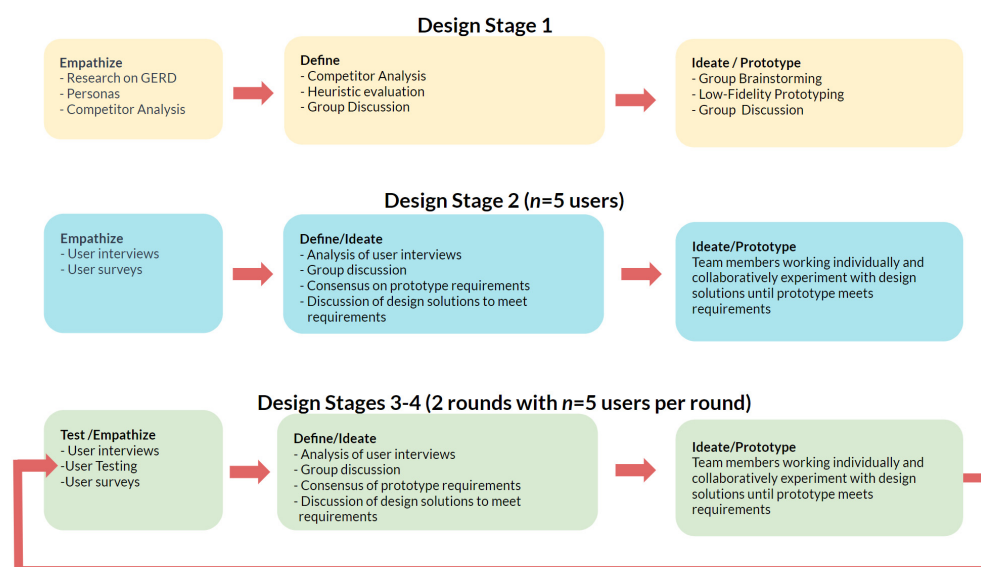 Design Stage 1
Empathize
- Research on GERD
- Personas
- Competitor Analysis
Define
- Competitor Analysis
- Heuristic evaluation
- Group Discussion
Ideate / Prototype
- Group Brainstorming
- Low-Fidelity Prototyping
- Group Discussion
Design Stage 2 (n=5 users)
Empathize
- User interviews
- User surveys
Define/Ideate
- Analysis of user interviews
- Group discussion
- Consensus on prototype requirements
- Discussion of design solutions to meet
requirements
Ideate/Prototype
Team members working individually and
collaboratively experiment with design
solutions until prototype meets
requirements
Design Stages 3-4 (2 rounds with n=5 users per round)
Test /Empathize
- User interviews
-User Testing
-User surveys
Define/Ideate
- Analysis of user interviews
- Group discussion
- Consensus of prototype requirements
- Discussion of design solutions to meet
requirements
Ideate/Prototype
Team members working individually and
collaboratively experiment with design
solutions until prototype meets
requirements